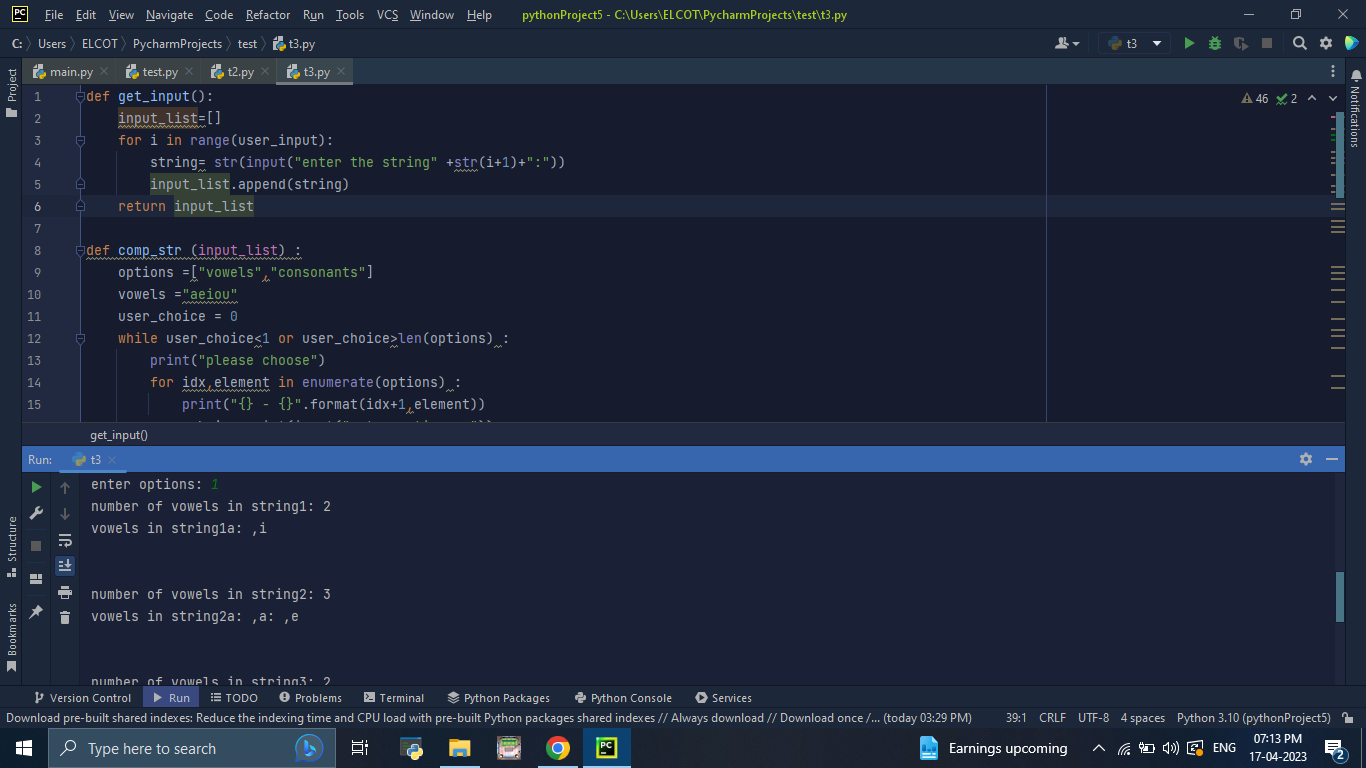 File Edit View Navigate Code Refactor Run Tools VCS Window Help pythonProject5 - C:\Users\ELCOT\PycharmProjects\test\t3.py
C: Users ELCOT PycharmProjects test t3.py t3
main.py test.py t2.py t3.py
Project
Notifications
46 2
1 def get_input():
2 input_list=[]
3 for i in range(user_input):
4 string= str(input("enter the string" +str(i+1)+":"))
5 input_list.append(string)
6 return input_list
7
8 def comp_str (input_list) :
9 options =["vowels","consonants"]
10 vowels ="aeiou"
11 user_choice = 0
12 while user_choice<1 or user_choice>len(options) :
13 print("please choose")
14 for idx,element in enumerate(options) :
15 print("{} - {}".format(idx+1,element))
get_input()
Run: t3
enter options: 1
number of vowels in string1: 2
vowels in string1a: ,i
number of vowels in string2: 3
vowels in string2a: ,a: ,e
number of vowels in string3: 2
Structure
Bookmarks
Version Control Run TODO Problems Terminal Python Packages Python Console Services
Download pre-built shared indexes: Reduce the indexing time and CPU load with pre-built Python packages shared indexes // Always download // Download once /... (today 03:29 PM) 39:1 CRLF UTF-8 4 spaces Python 3.10 (pythonProject5)
Type here to search Earnings upcoming ENG 07:13 PM
17-04-2023 2